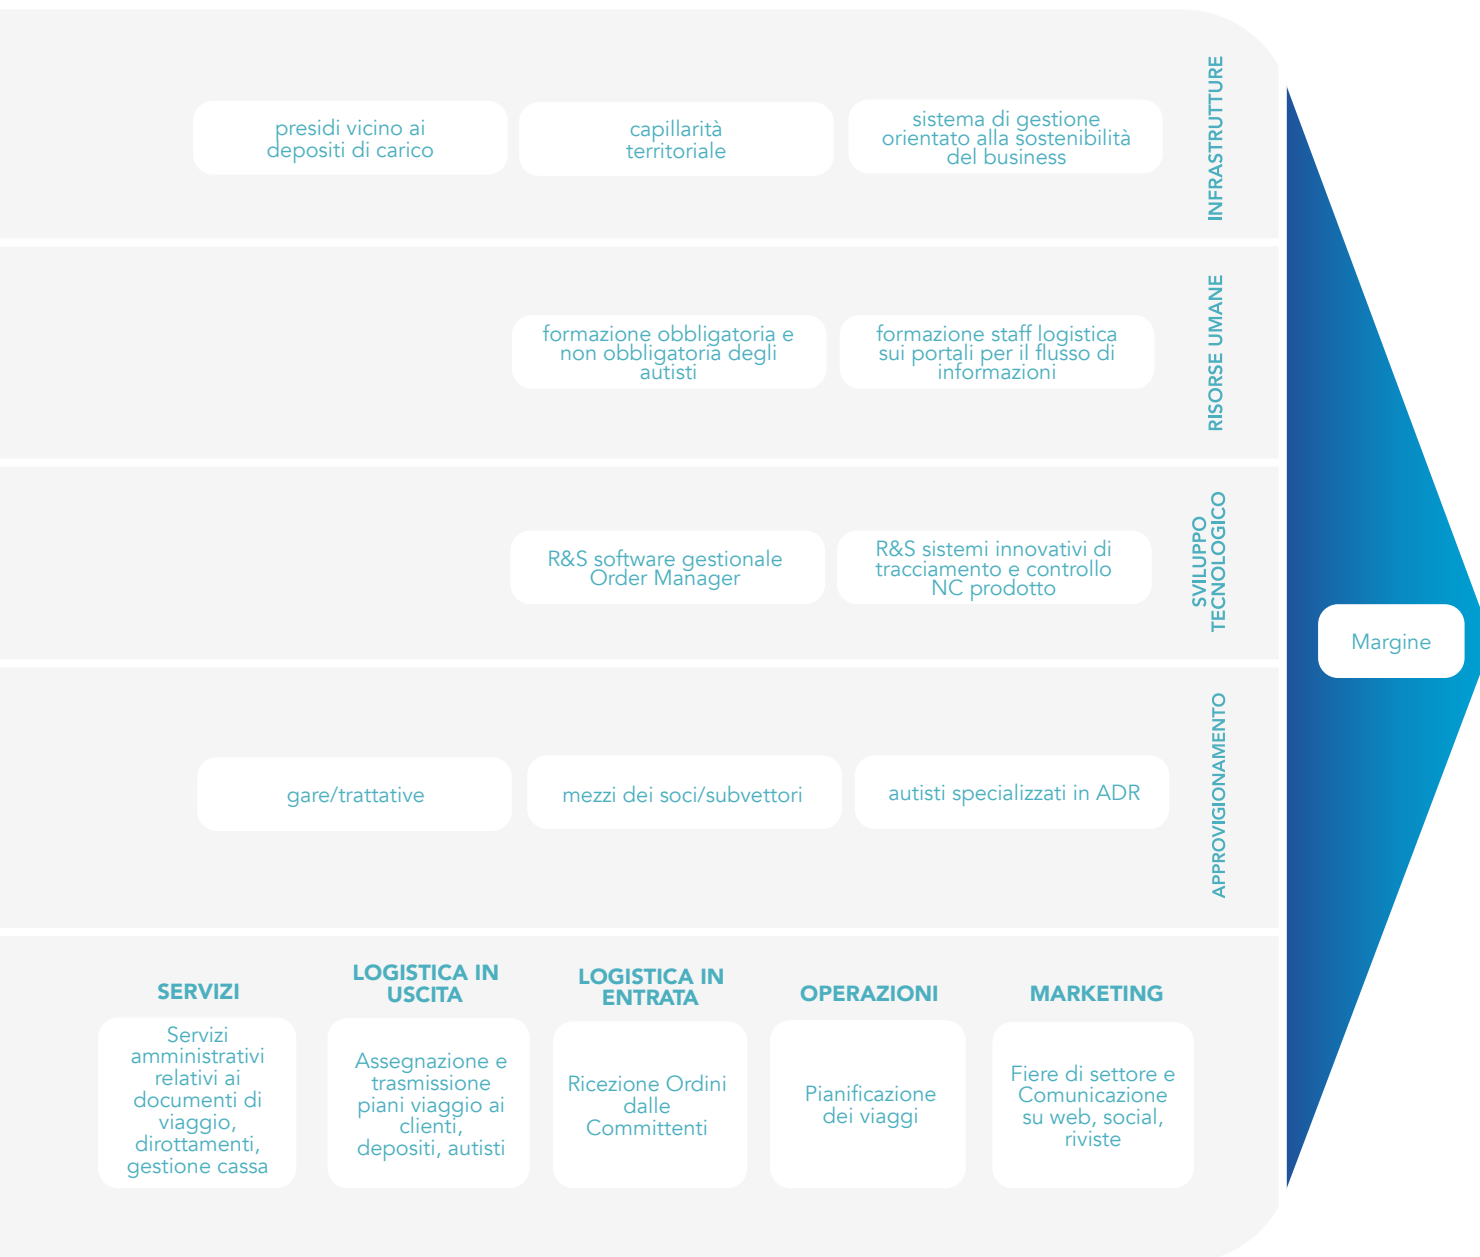 INFRASTRUTTURE
presidi vicino ai
depositi di carico
capillarità
territoriale
sistema di gestione
orientato alla sostenibilità
del business
RISORSE UMANE
formazione obbligatoria e
non obbligatoria degli
autisti
formazione staff logistica
sui portali per il flusso di
informazioni
SVILUPPO
TECNOLOGICO
R&S software gestionale
Order Manager
R&S sistemi innovativi di
tracciamento e controllo
NC prodotto
Margine
APPROVIGIONAMENTO
gare/trattative
mezzi dei soci/subvettori
autisti specializzati in ADR
SERVIZI
Servizi
amministrativi
relativi ai
documenti di
viaggio,
dirottamenti,
gestione cassa
LOGISTICA IN
USCITA
Assegnazione e
trasmissione
piani viaggio ai
clienti,
depositi, autisti
LOGISTICA IN
ENTRATA
Ricezione Ordini
dalle
Committenti
OPERAZIONI
Pianificazione
dei viaggi
MARKETING
Fiere di settore e
Comunicazione
su web, social,
riviste